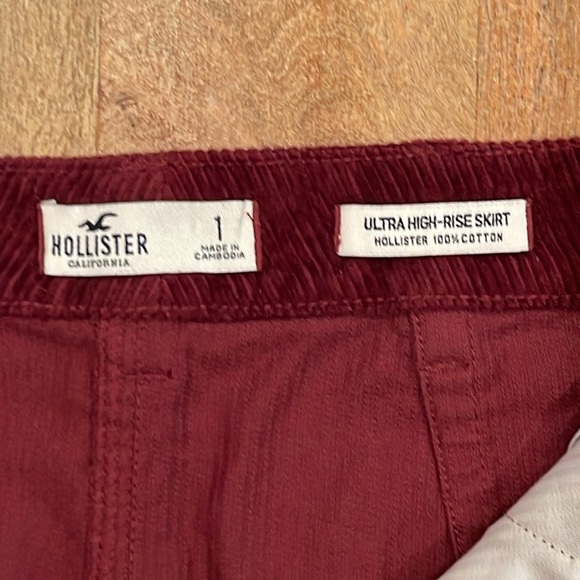 HOLLISTER
CALIFORNIA
1
MADE IN
CAMBODIA
ULTRA HIGH-RISE SKIRT
HOLLISTER 100% COTTON